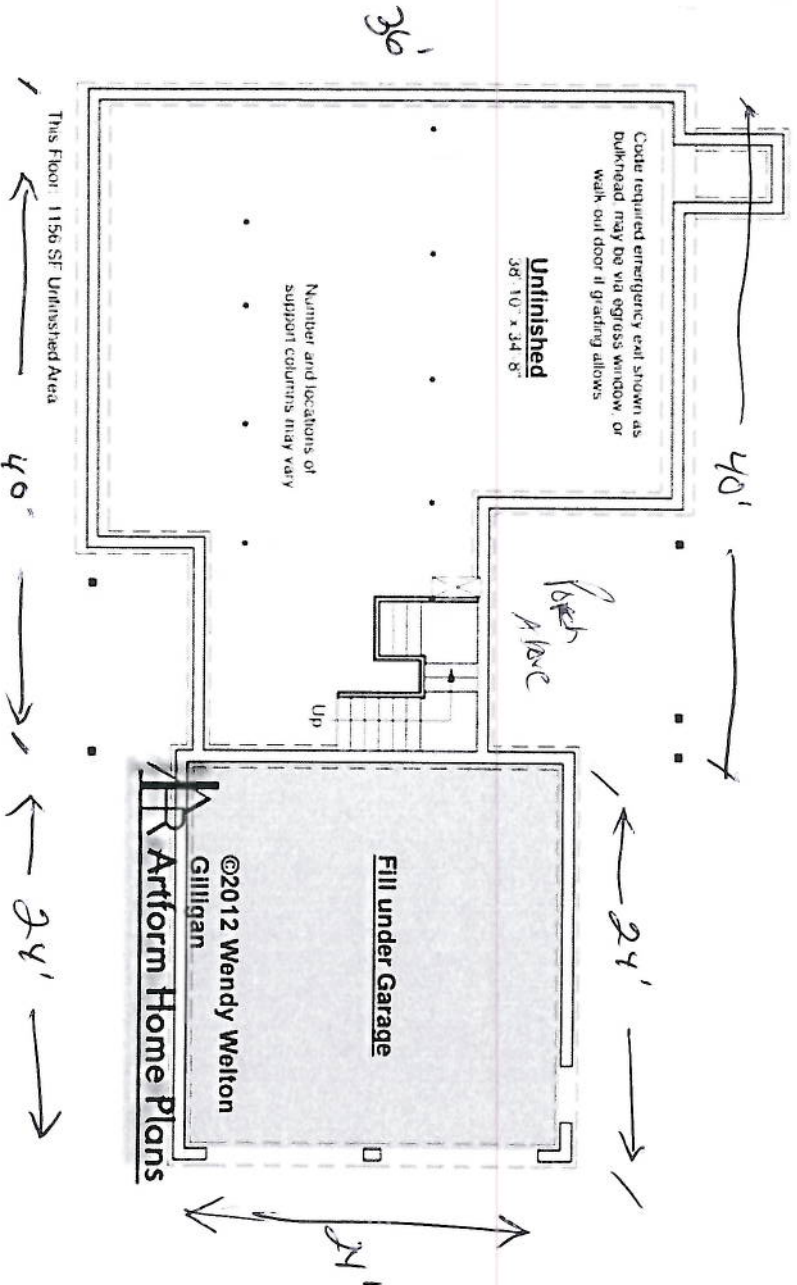 36'
40'
Code required emergency exit shown as
bulkhead, may be via egress window, or
walk out door if grading allows
Unfinished
38'-10" x 34'-8"
Number and locations of
support columns may vary
This Floor: 1156 SF Unfinished Area
40'
Porch
Above
Up
24'
Fill under Garage
©2012 Wendy Welton
Gilligan
Artform Home Plans
24'
24'